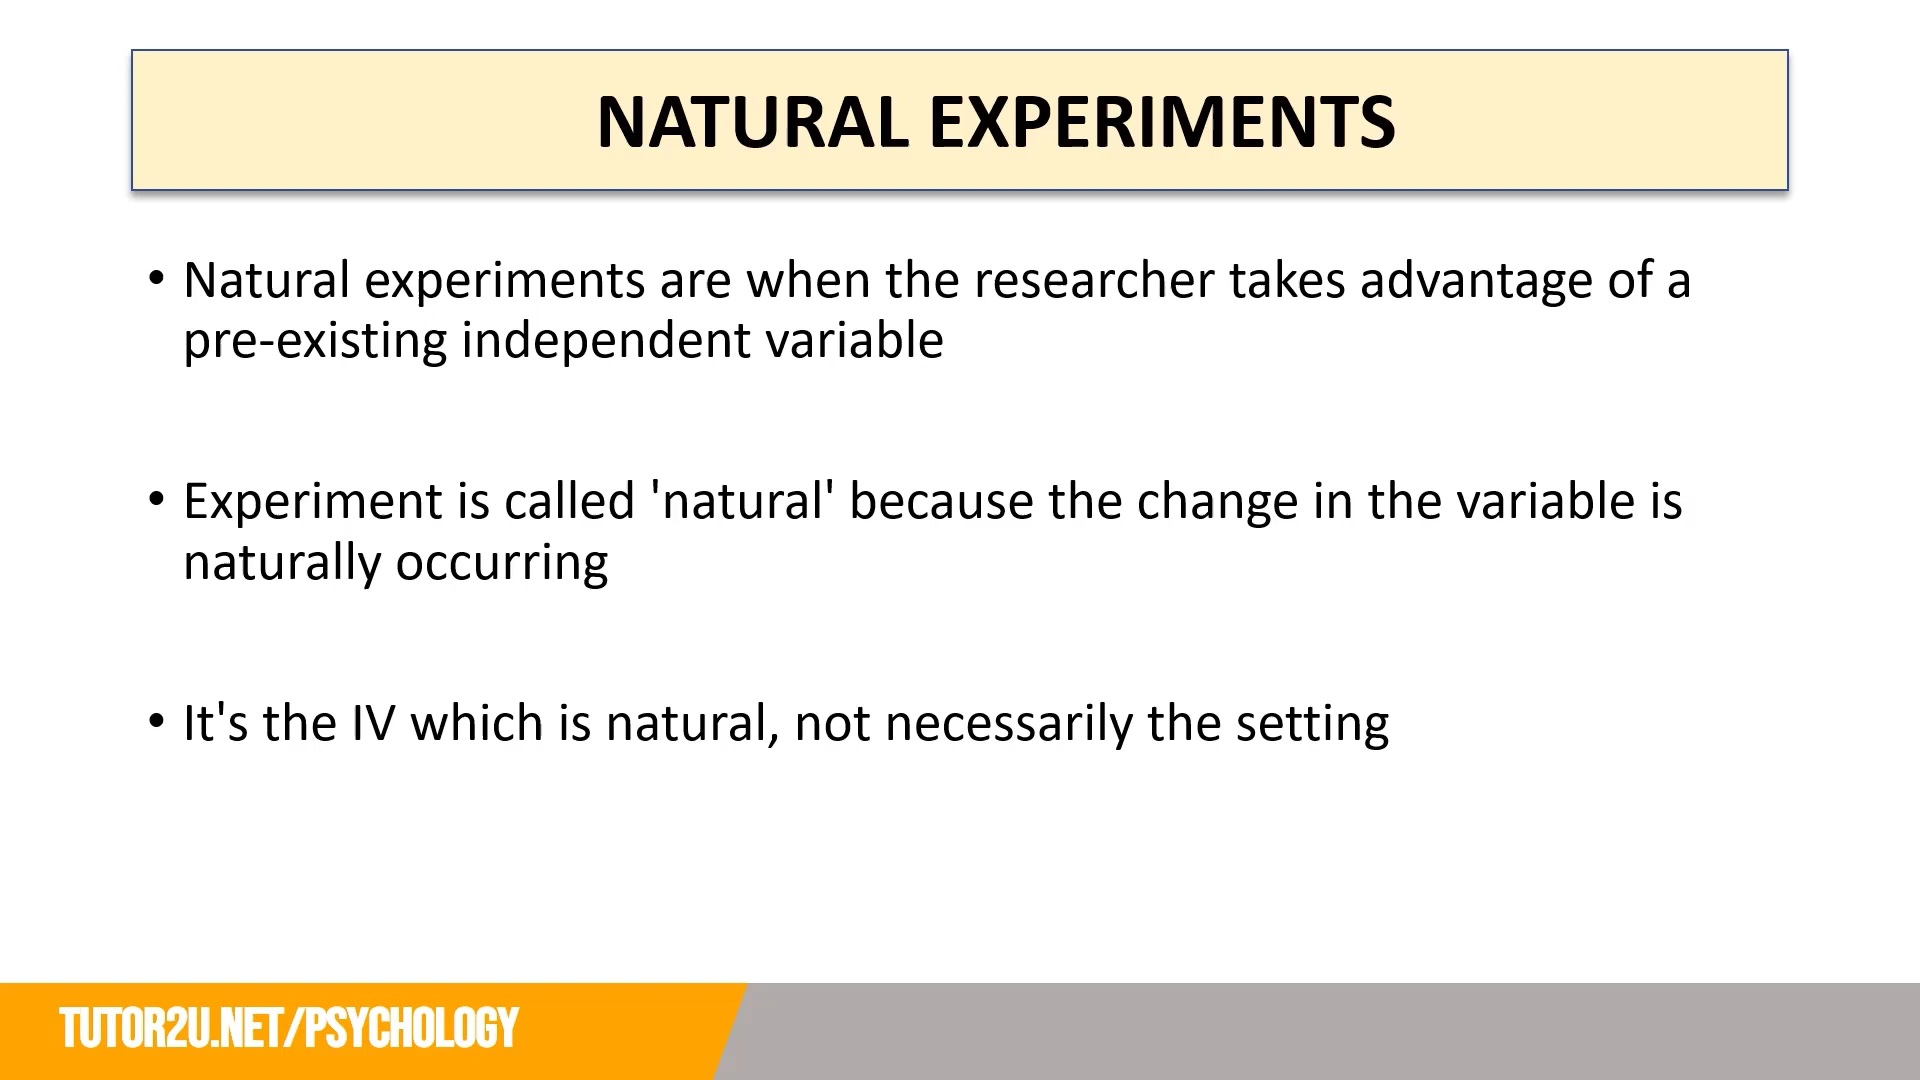 NATURAL EXPERIMENTS
• Natural experiments are when the researcher takes advantage of a
pre-existing independent variable
• Experiment is called 'natural' because the change in the variable is
naturally occurring
• It's the IV which is natural, not necessarily the setting
TUTOR2U.NET/PSYCHOLOGY